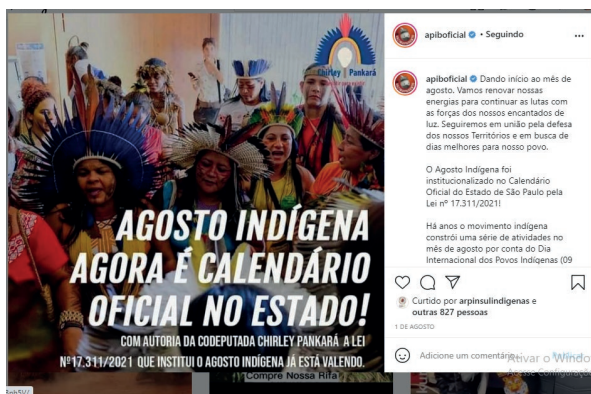 Chirley | Pankará
AGOSTO INDÍGENA
AGORA É CALENDÁRIO
OFICIAL NO ESTADO!
COM AUTORIA DA CODEPUTADA CHIRLEY PANKARÁ A LEI
Nº17.311/2021 QUE INSTITUI O AGOSTO INDÍGENA JÁ ESTÁ VALENDO.
Compre Nossa Rifa
apiboficial • Seguindo
apiboficial Dando início ao mês de
agosto. Vamos renovar nossas
energias para continuar as lutas com
as forças dos nossos encantados de
luz. Seguiremos em união pela defesa
dos nossos Territórios e em busca de
dias melhores para nosso povo.
O Agosto Indígena foi
institucionalizado no Calendário
Oficial do Estado de São Paulo pela
Lei nº 17.311/2021!
Há anos o movimento indígena
constrói uma série de atividades no
mês de agosto por conta do Dia
Internacional dos Povos Indígenas (09
Curtido por arpinsulindigenas e
outras 827 pessoas
1 DE AGOSTO
Adicione um comentário...
Ativar o Windo
Acesse Configuraçõ